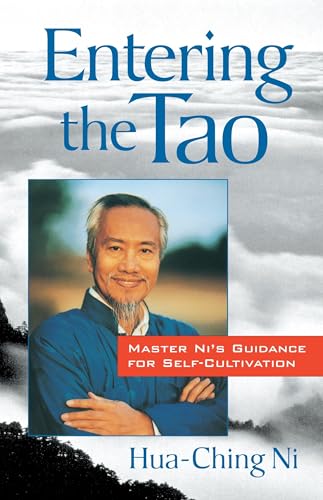 Entering
the Tao
MASTER NI'S GUIDANCE
FOR SELF-CULTIVATION
Hua-Ching Ni